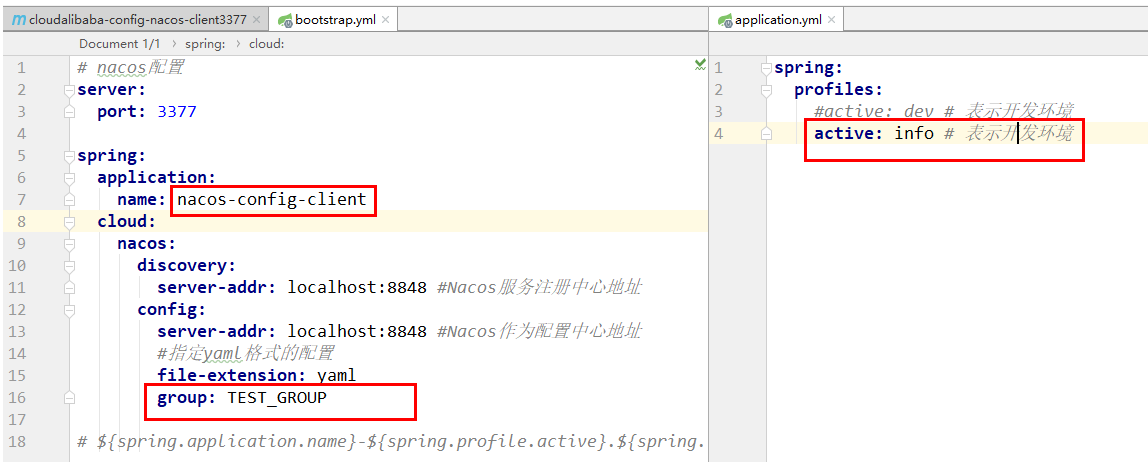 cloudalibaba-config-nacos-client3377
bootstrap.yml
Document 1/1 spring: cloud:
1 # nacos配置
2 server:
3 port: 3377
4
5 spring:
6 application:
7 name: nacos-config-client
8 cloud:
9 nacos:
10 discovery:
11 server-addr: localhost:8848 #Nacos服务注册中心地址
12 config:
13 server-addr: localhost:8848 #Nacos作为配置中心地址
14 #指定yaml格式的配置
15 file-extension: yaml
16 group: TEST_GROUP
17
18 # ${spring.application.name}-${spring.profile.active}.${spring.
application.yml
1 spring:
2 profiles:
3 #active: dev # 表示开发环境
4 active: info # 表示开发环境